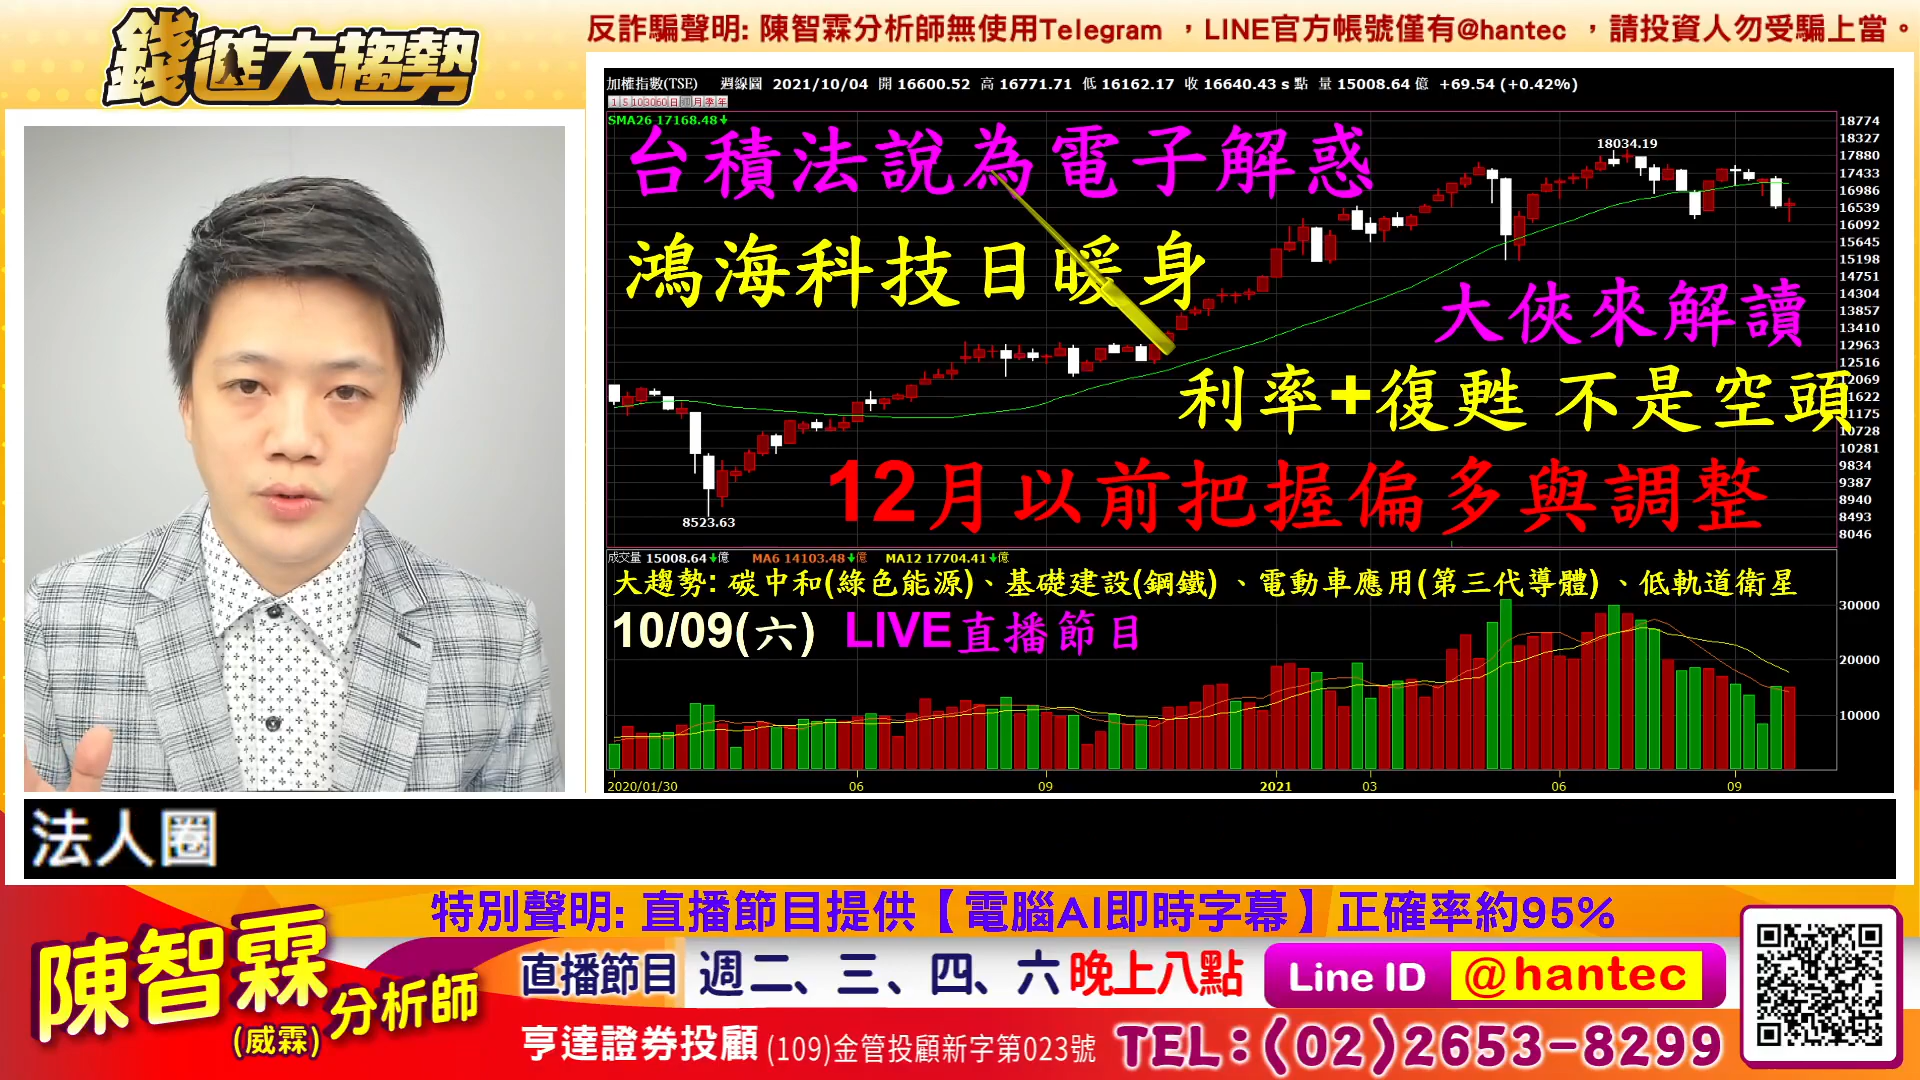 錢進大趨勢
反詐騙聲明: 陳智霖分析師無使用Telegram ,LINE官方帳號僅有@hantec ,請投資人勿受騙上當。
加權指數(TSE) 週線圖 2021/10/04 開 16600.52 高 16771.71 低 16162.17 收 16640.43 s 點 量 15008.64 億 +69.54 (+0.42%)
1 5 10 30 60 日 週 月 季 年
SMA26 17168.48↓
台積法說為電子解惑
鴻海科技日暖身
大俠來解讀
利率+復甦 不是空頭
12月以前把握偏多與調整
18034.19
8523.63
18774
18327
17880
17433
16986
16539
16092
15645
15198
14751
14304
13857
13410
12963
12516
12069
11622
11175
10728
10281
9834
9387
8940
8493
8046
成交量 15008.64↓億 MA6 14103.48↓億 MA12 17704.41↓億
大趨勢: 碳中和(綠色能源)、基礎建設(鋼鐵) 、電動車應用(第三代導體) 、低軌道衛星
10/09(六) LIVE直播節目
30000
20000
10000
2020/01/30 06 09 2021 03 06 09
法人圈
特別聲明: 直播節目提供【電腦AI即時字幕】正確率約95%
陳智霖(威霖)分析師
直播節目 週二、三、四、六 晚上八點
Line ID @hantec
亨達證券投顧 (109)金管投顧新字第023號 TEL:(02)2653-8299